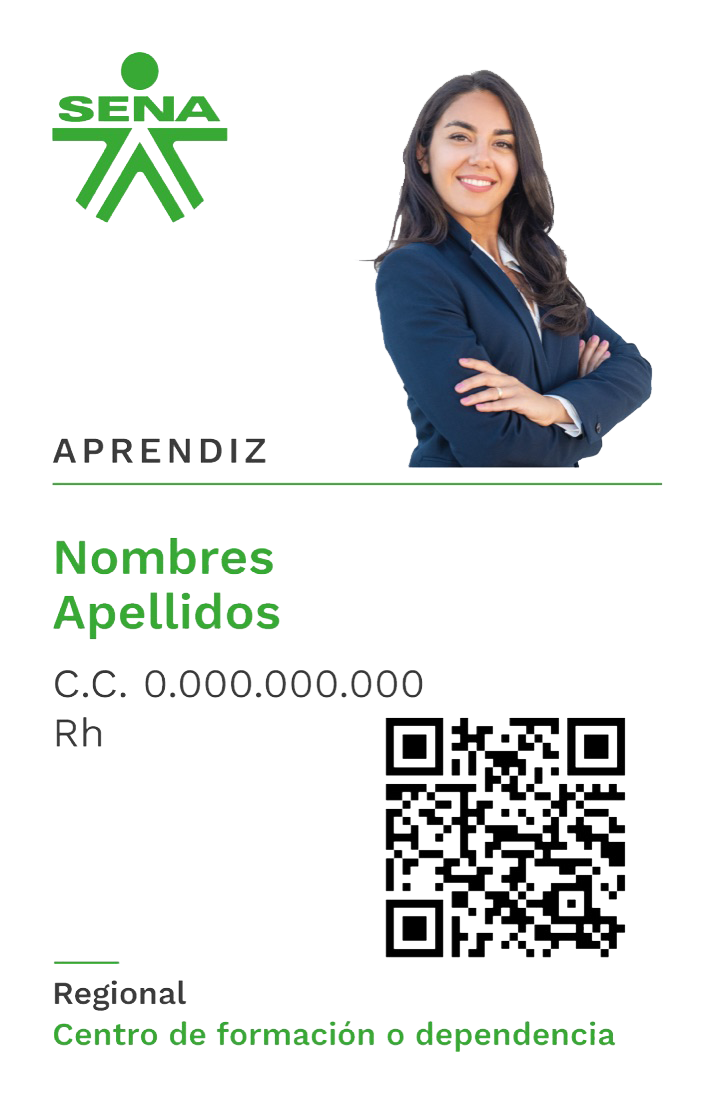 SENA
APRENDIZ
Nombres
Apellidos
C.C. 0.000.000.000
Rh
Regional
Centro de formación o dependencia